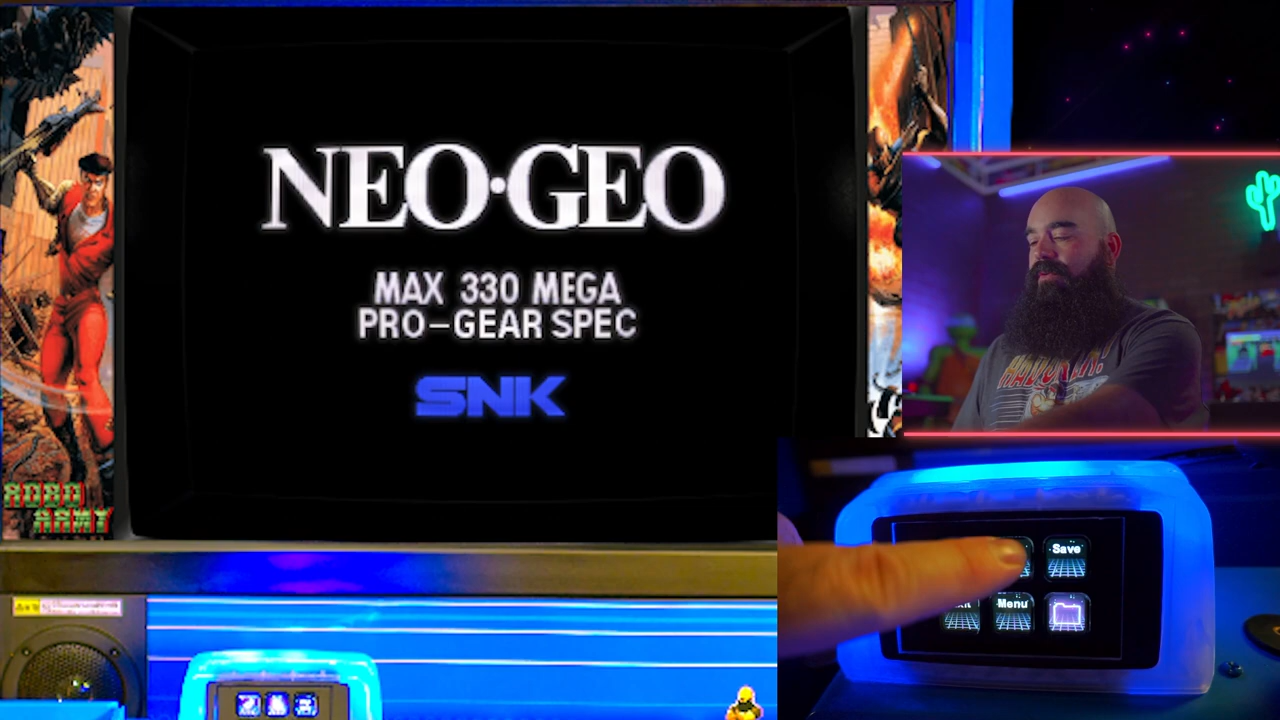 NEO·GEO
MAX 330 MEGA
PRO-GEAR SPEC
SNK
ROBO
ARMY
Save
Menu